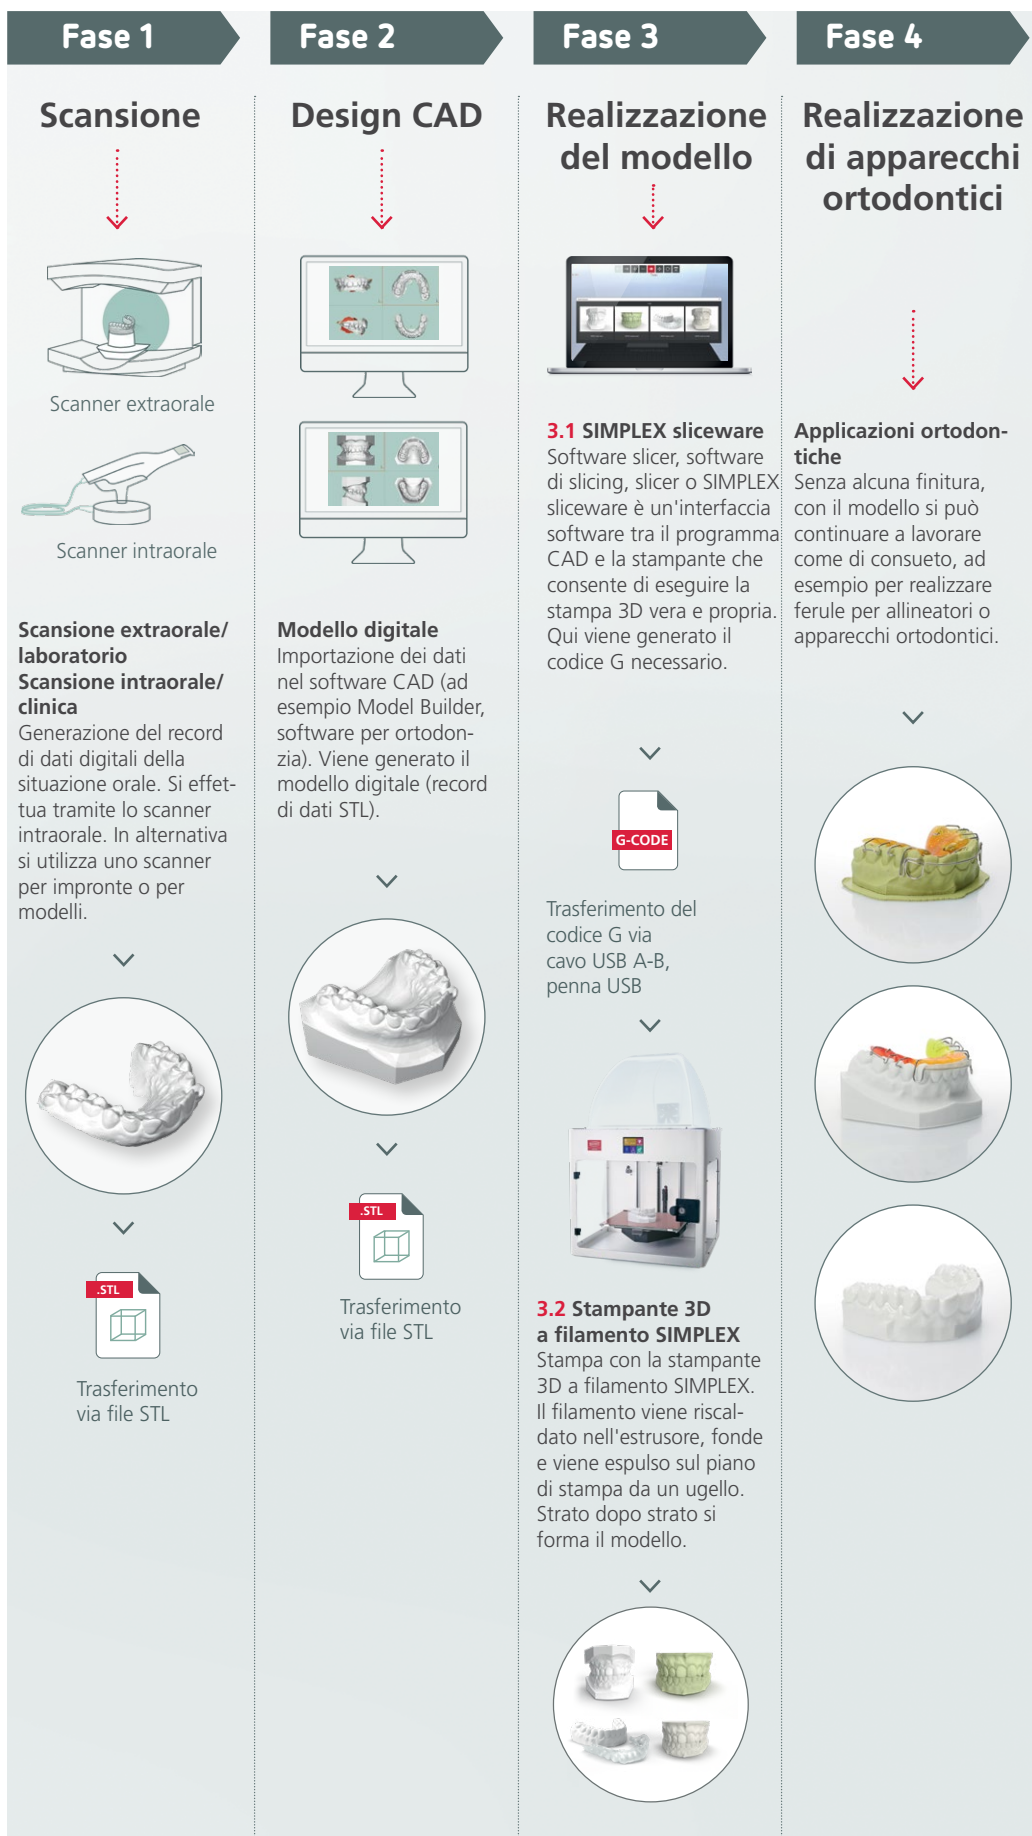 Fase 1
Scansione
Scanner extraorale
Scanner intraorale
Scansione extraorale/
laboratorio
Scansione intraorale/
clinica
Generazione del record
di dati digitali della
situazione orale. Si effet-
tua tramite lo scanner
intraorale. In alternativa
si utilizza uno scanner
per impronte o per
modelli.
.STL
Trasferimento
via file STL
Fase 2
Design CAD
Modello digitale
Importazione dei dati
nel software CAD (ad
esempio Model Builder,
software per ortodon-
zia). Viene generato il
modello digitale (record
di dati STL).
.STL
Trasferimento
via file STL
Fase 3
Realizzazione
del modello
3.1 SIMPLEX sliceware
Software slicer, software
di slicing, slicer o SIMPLEX
sliceware è un'interfaccia
software tra il programma
CAD e la stampante che
consente di eseguire la
stampa 3D vera e propria.
Qui viene generato il
codice G necessario.
G-CODE
Trasferimento del
codice G via
cavo USB A-B,
penna USB
3.2 Stampante 3D
a filamento SIMPLEX
Stampa con la stampante
3D a filamento SIMPLEX.
Il filamento viene riscal-
dato nell'estrusore, fonde
e viene espulso sul piano
di stampa da un ugello.
Strato dopo strato si
forma il modello.
Fase 4
Realizzazione
di apparecchi
ortodontici
Applicazioni ortodon-
tiche
Senza alcuna finitura,
con il modello si può
continuare a lavorare
come di consueto, ad
esempio per realizzare
ferule per allineatori o
apparecchi ortodontici.